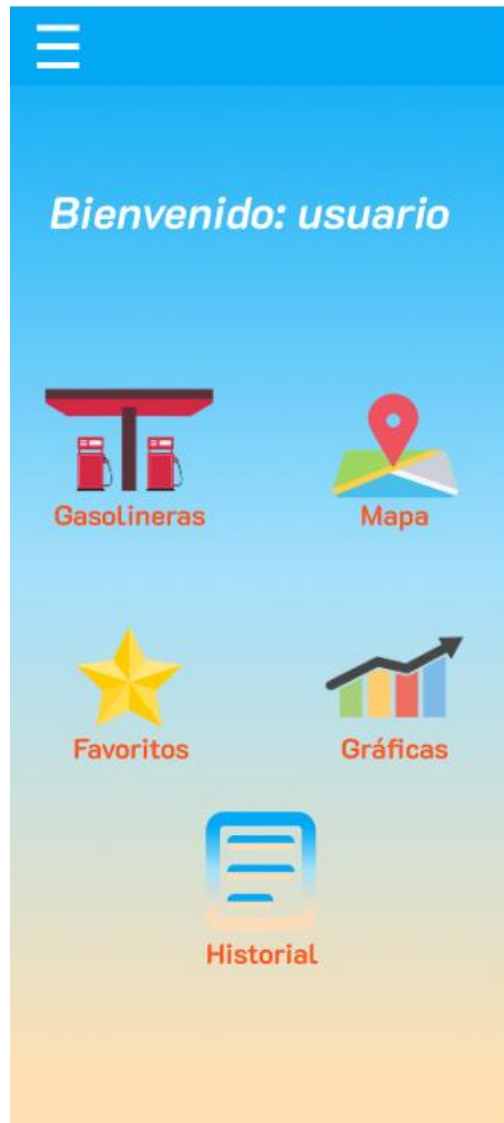 Bienvenido: usuario
Gasolineras
Mapa
Favoritos
Gráficas
Historial